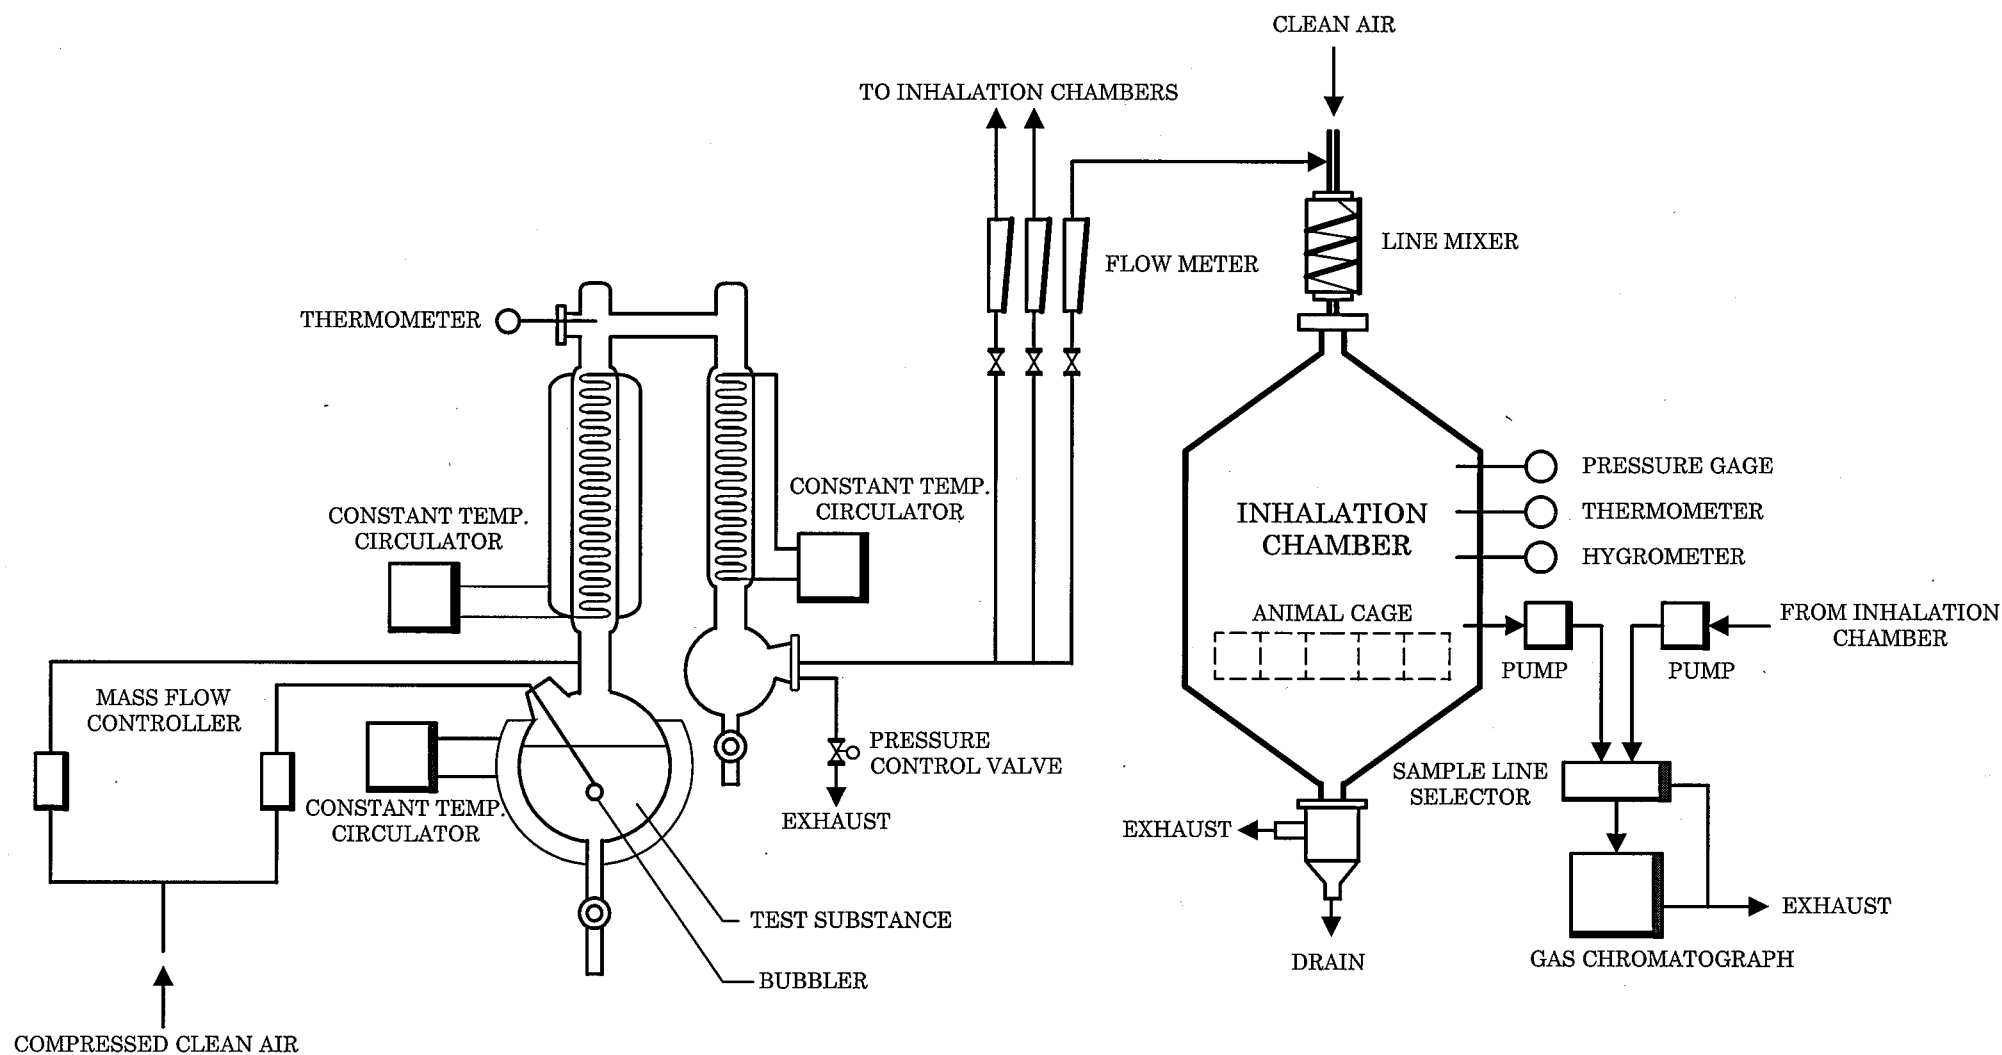 CLEAN AIR
TO INHALATION CHAMBERS
LINE MIXER
FLOW METER
THERMOMETER
CONSTANT TEMP.
CIRCULATOR
CONSTANT TEMP.
CIRCULATOR
PRESSURE GAGE
THERMOMETER
HYGROMETER
INHALATION
CHAMBER
ANIMAL CAGE
FROM INHALATION
CHAMBER
PUMP
PUMP
MASS FLOW
CONTROLLER
PRESSURE
CONTROL VALVE
SAMPLE LINE
SELECTOR
CONSTANT TEMP.
CIRCULATOR
EXHAUST
EXHAUST
TEST SUBSTANCE
EXHAUST
GAS CHROMATOGRAPH
DRAIN
BUBBLER
COMPRESSED CLEAN AIR